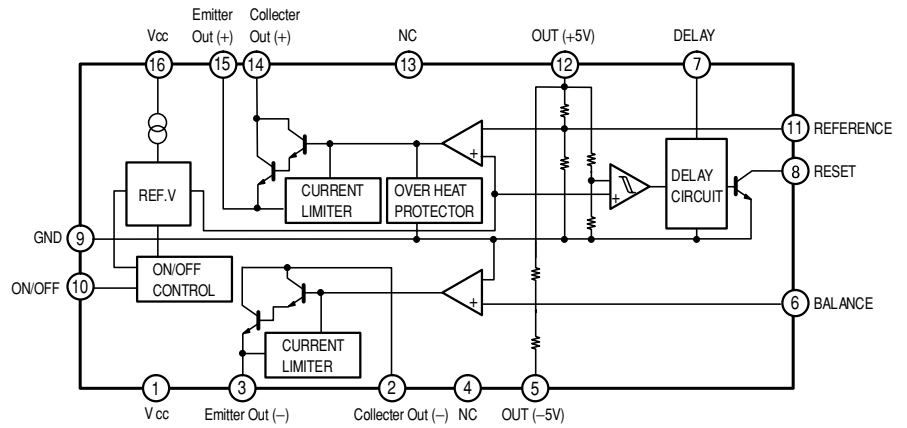 Emitter Collecter
Vcc Out (+) Out (+) NC OUT (+5V) DELAY
16 15 14 13 12 7
11 REFERENCE
+
8 RESET
REF.V CURRENT LIMITER OVER HEAT PROTECTOR + DELAY CIRCUIT
GND 9
ON/OFF 10 ON/OFF CONTROL
+ 6 BALANCE
CURRENT LIMITER
1 3 2 4 5
V cc Emitter Out (−) Collecter Out (−) NC OUT (−5V)